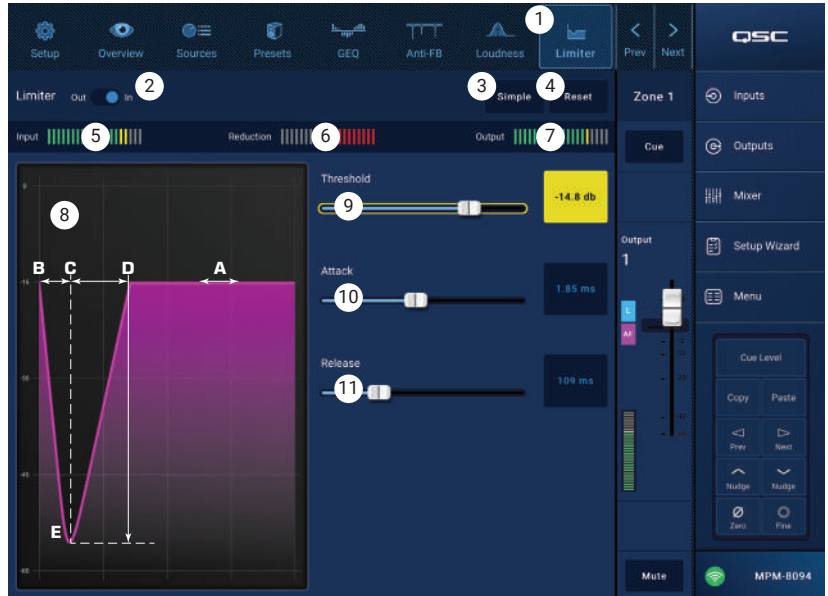 1
Setup Overview Sources Presets GEQ Anti-FB Loudness Limiter Prev Next
QSC
Limiter Out In 2 3 Simple 4 Reset Zone 1
Input 5 Reduction 6 Output 7
Cue
Inputs
Outputs
Mixer
Setup Wizard
Menu
8
B C D A
E
Threshold
9
-14.8 db
Attack
10
1.85 ms
Release
11
109 ms
Output
1
L
AF
Mute
Cue Level
Copy Paste
Prev Next
Nudge Nudge
Zero Fine
MPM-8094